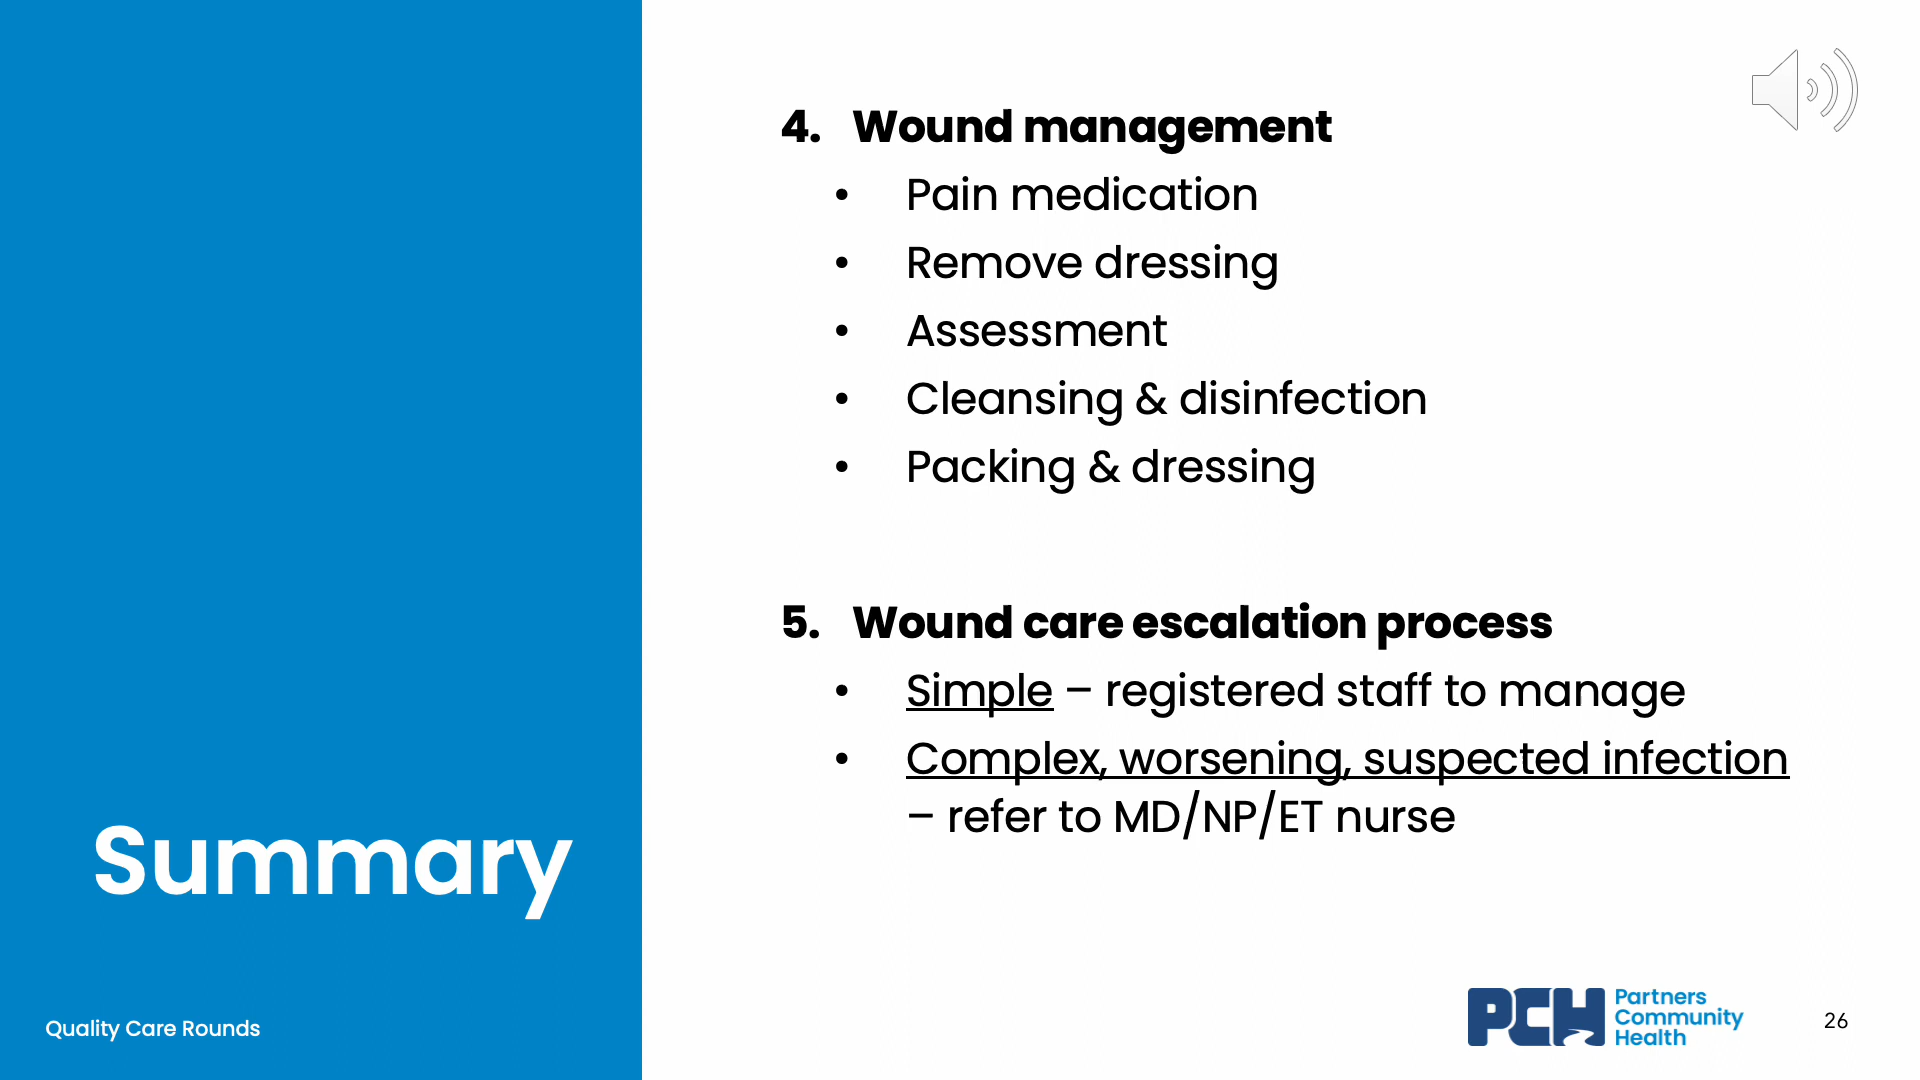 4. Wound management
• Pain medication
• Remove dressing
• Assessment
• Cleansing & disinfection
• Packing & dressing
5. Wound care escalation process
• Simple – registered staff to manage
• Complex, worsening, suspected infection
– refer to MD/NP/ET nurse
Summary
Quality Care Rounds
PCH
Partners
Community
Health
26